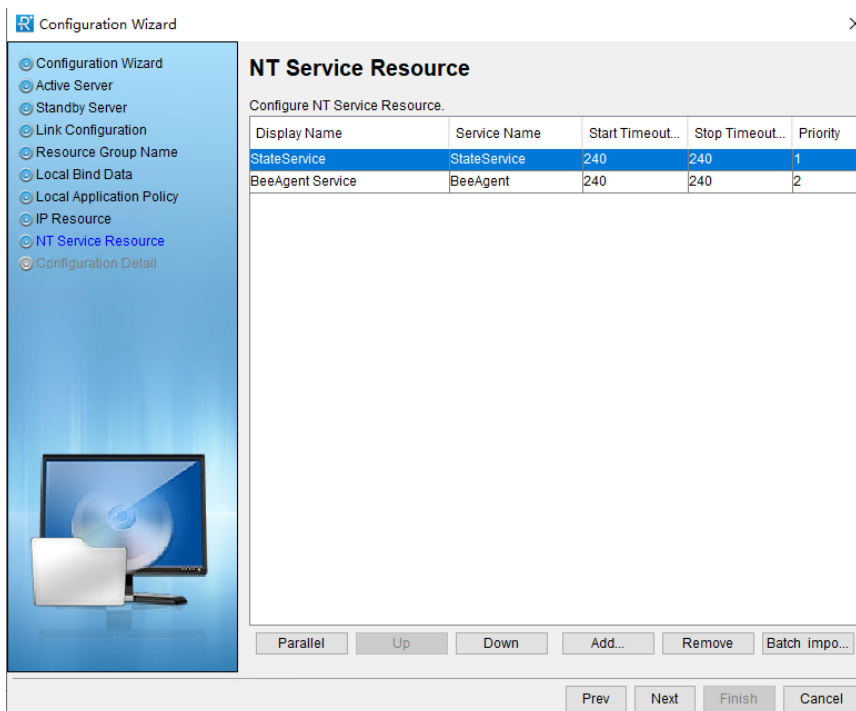 Configuration Wizard
Configuration Wizard
Active Server
Standby Server
Link Configuration
Resource Group Name
Local Bind Data
Local Application Policy
IP Resource
NT Service Resource
Configuration Detail
NT Service Resource
Configure NT Service Resource.
Display Name Service Name Start Timeout... Stop Timeout... Priority
StateService StateService 240 240 1
BeeAgent Service BeeAgent 240 240 2
Parallel Up Down Add... Remove Batch impo...
Prev Next Finish Cancel